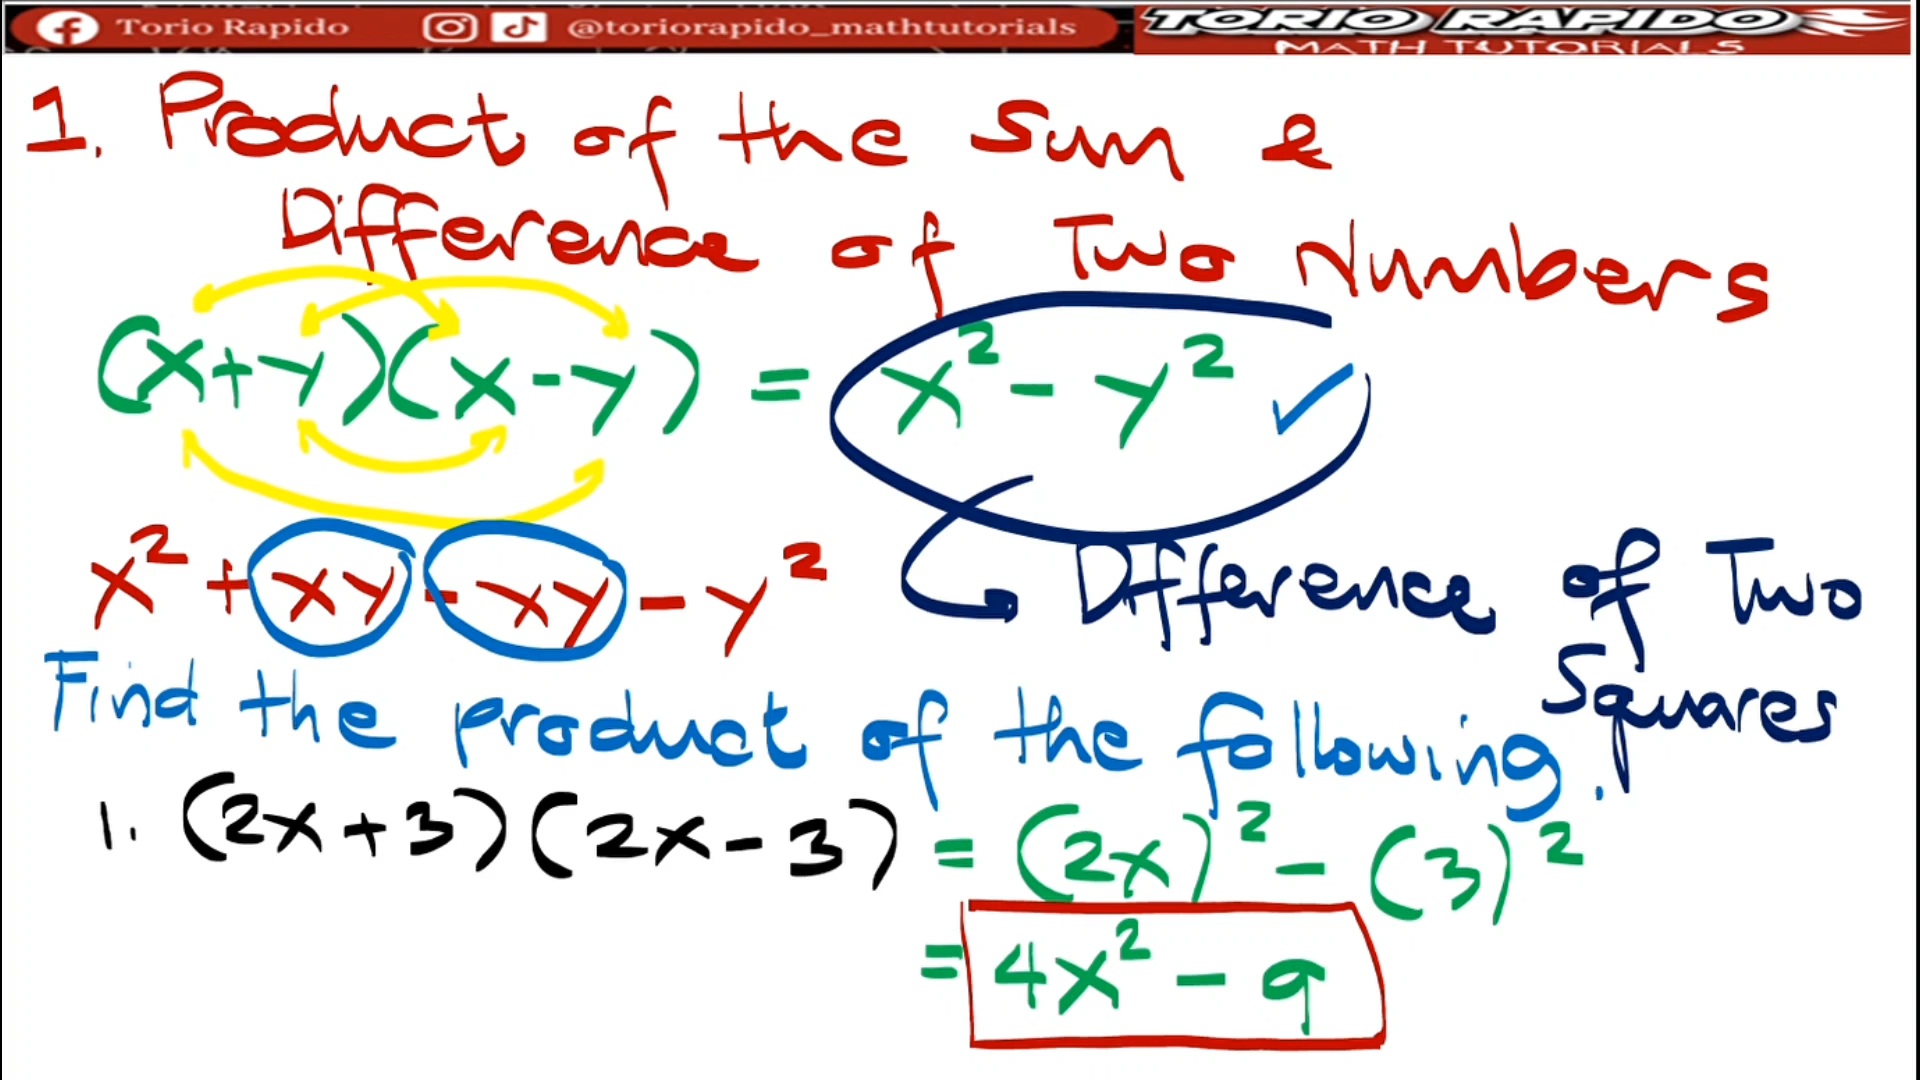 Torio Rapido @toriorapido_mathtutorials TORIO RAPIDO
MATH TUTORIALS
1. Product of the Sum &
Difference of Two Numbers
(x+y)(x-y) = x² - y² ✓
x² + xy - xy - y²
Difference of Two
Squares
Find the product of the following.
1. (2x+3)(2x-3) = (2x)² - (3)²
= 4x² - 9